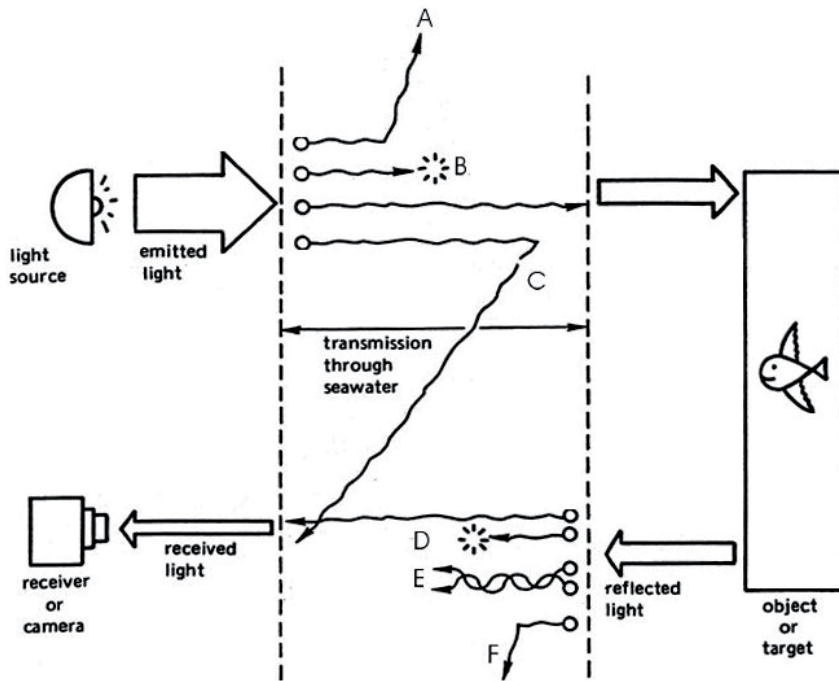 A
B
light
source
emitted
light
C
transmission
through
seawater
D
received
light
E
receiver
or
camera
reflected
light
object
or
target
F